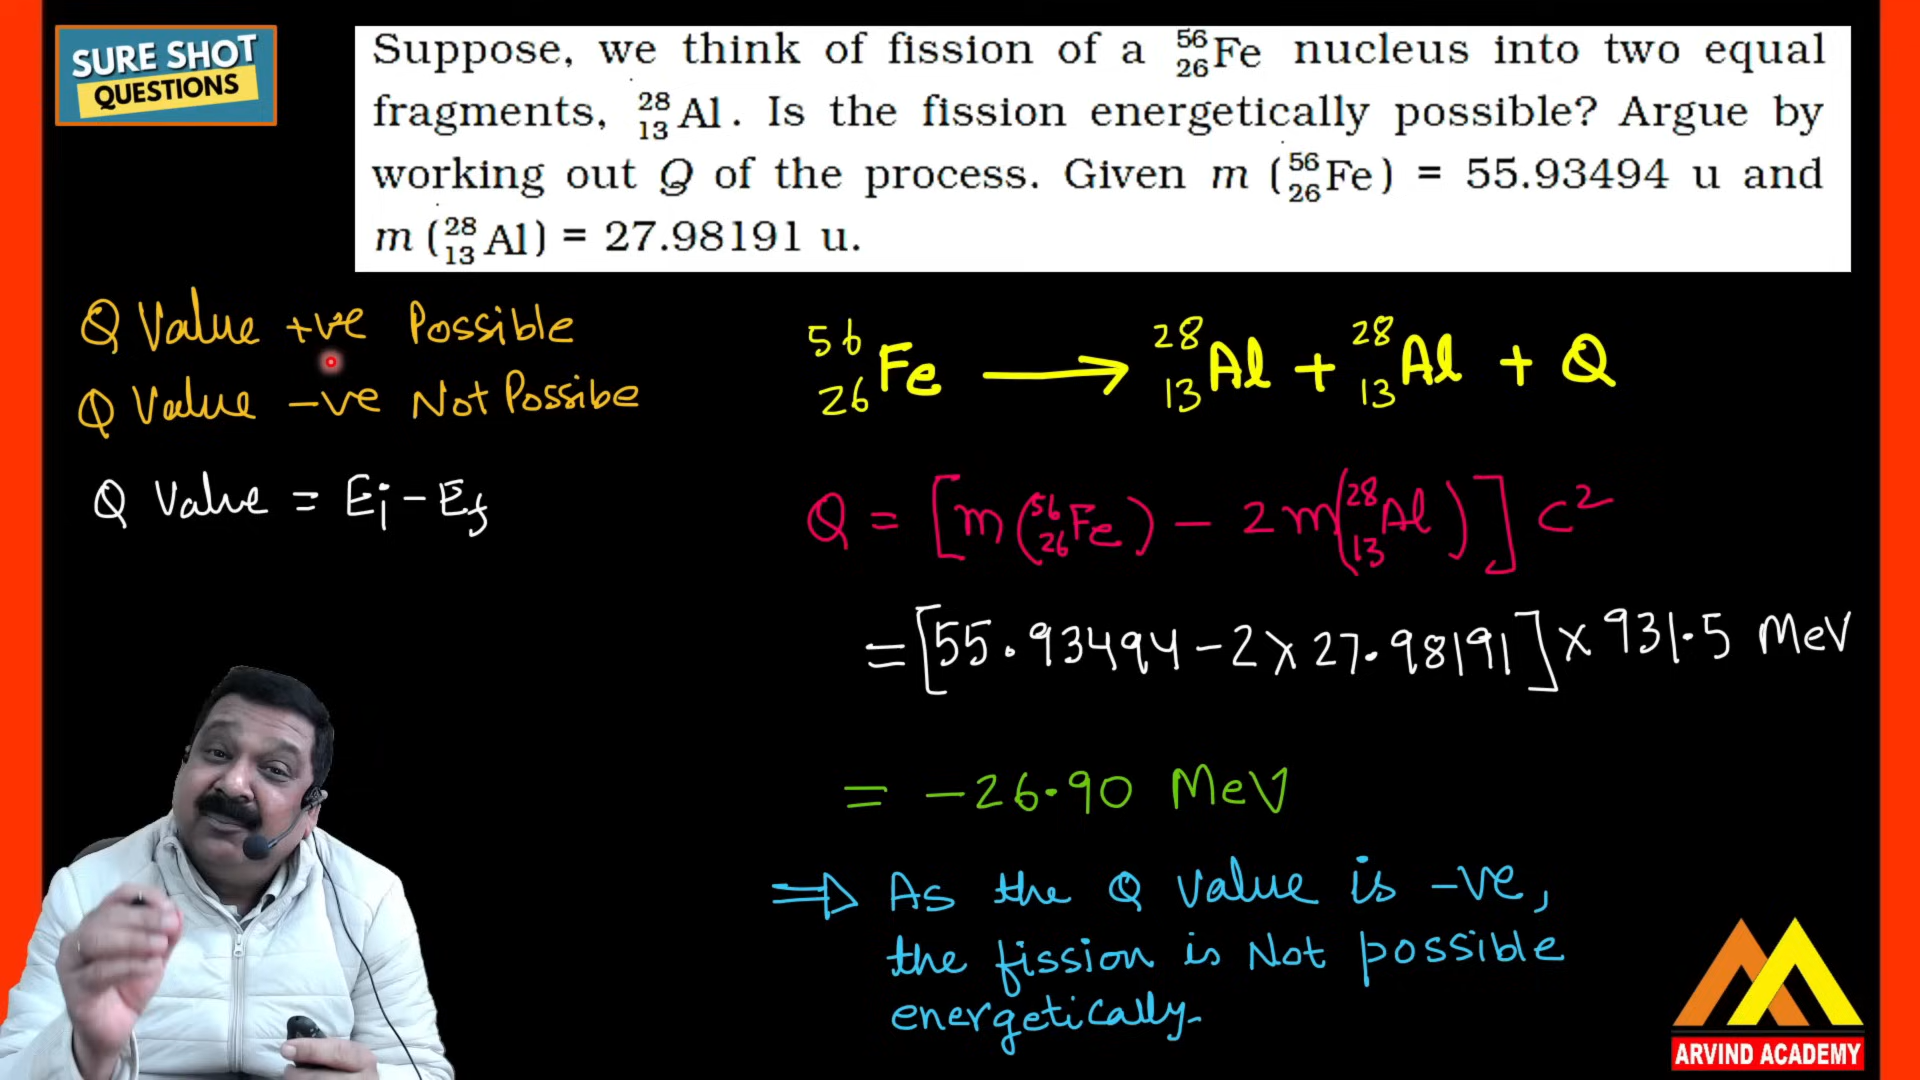 SURE SHOT
QUESTIONS
Suppose, we think of fission of a ⁵⁶₂₆Fe nucleus into two equal
fragments, ²⁸₁₃Al. Is the fission energetically possible? Argue by
working out Q of the process. Given m (⁵⁶₂₆Fe) = 55.93494 u and
m (²⁸₁₃Al) = 27.98191 u.
Q Value +ve Possible
Q Value -ve Not Possibe
Q Value = Ei - Ef
⁵⁶₂₆Fe ⟶ ²⁸₁₃Al + ²⁸₁₃Al + Q
Q = [m(⁵⁶₂₆Fe) - 2m(²⁸₁₃Al)] c²
= [55.93494 - 2 × 27.98191] × 931.5 MeV
= -26.90 MeV
⇒ As the Q value is -ve,
the fission is Not possible
energetically.
ARVIND ACADEMY